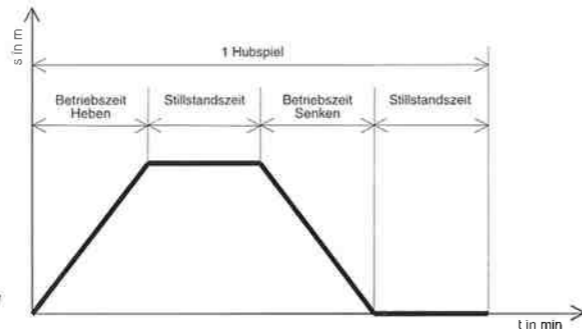 s in m
1 Hubspiel
Betriebszeit
Heben
Stillstandszeit
Betriebszeit
Senken
Stillstandszeit
t in min